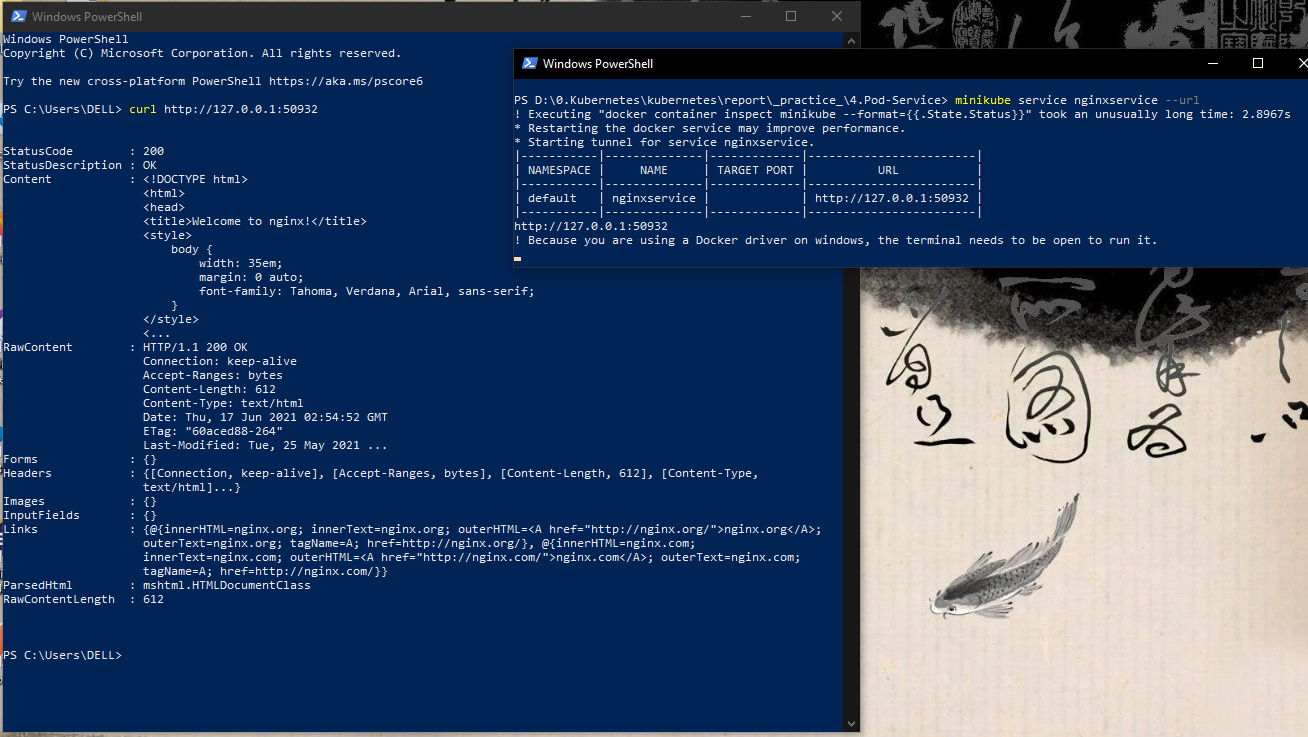 Windows PowerShell
Windows PowerShell
Copyright (C) Microsoft Corporation. All rights reserved.
Try the new cross-platform PowerShell https://aka.ms/pscore6
PS C:\Users\DELL> curl http://127.0.0.1:50932
StatusCode        : 200
StatusDescription : OK
Content           : <!DOCTYPE html>
                    <html>
                    <head>
                    <title>Welcome to nginx!</title>
                    <style>
                        body {
                            width: 35em;
                            margin: 0 auto;
                            font-family: Tahoma, Verdana, Arial, sans-serif;
                        }
                    </style>
                    <...
RawContent        : HTTP/1.1 200 OK
                    Connection: keep-alive
                    Accept-Ranges: bytes
                    Content-Length: 612
                    Content-Type: text/html
                    Date: Thu, 17 Jun 2021 02:54:52 GMT
                    ETag: "60aced88-264"
                    Last-Modified: Tue, 25 May 2021 ...
Forms             : {}
Headers           : {[Connection, keep-alive], [Accept-Ranges, bytes], [Content-Length, 612], [Content-Type,
                    text/html]...}
Images            : {}
InputFields       : {}
Links             : {@{innerHTML=nginx.org; innerText=nginx.org; outerHTML=<A href="http://nginx.org/">nginx.org</A>;
                    outerText=nginx.org; tagName=A; href=http://nginx.org/}, @{innerHTML=nginx.com;
                    innerText=nginx.com; outerHTML=<A href="http://nginx.com/">nginx.com</A>; outerText=nginx.com;
                    tagName=A; href=http://nginx.com/}}
ParsedHtml        : mshtml.HTMLDocumentClass
RawContentLength  : 612
PS C:\Users\DELL>
Windows PowerShell
PS D:\0.Kubernetes\kubernetes\report\_practice_\4.Pod-Service> minikube service nginxservice --url
! Executing "docker container inspect minikube --format={{.State.Status}}" took an unusually long time: 2.8967s
* Restarting the docker service may improve performance.
* Starting tunnel for service nginxservice.
|-----------|--------------|-------------|------------------------|
| NAMESPACE |     NAME     | TARGET PORT |          URL           |
|-----------|--------------|-------------|------------------------|
| default   | nginxservice |             | http://127.0.0.1:50932 |
|-----------|--------------|-------------|------------------------|
http://127.0.0.1:50932
! Because you are using a Docker driver on windows, the terminal needs to be open to run it.